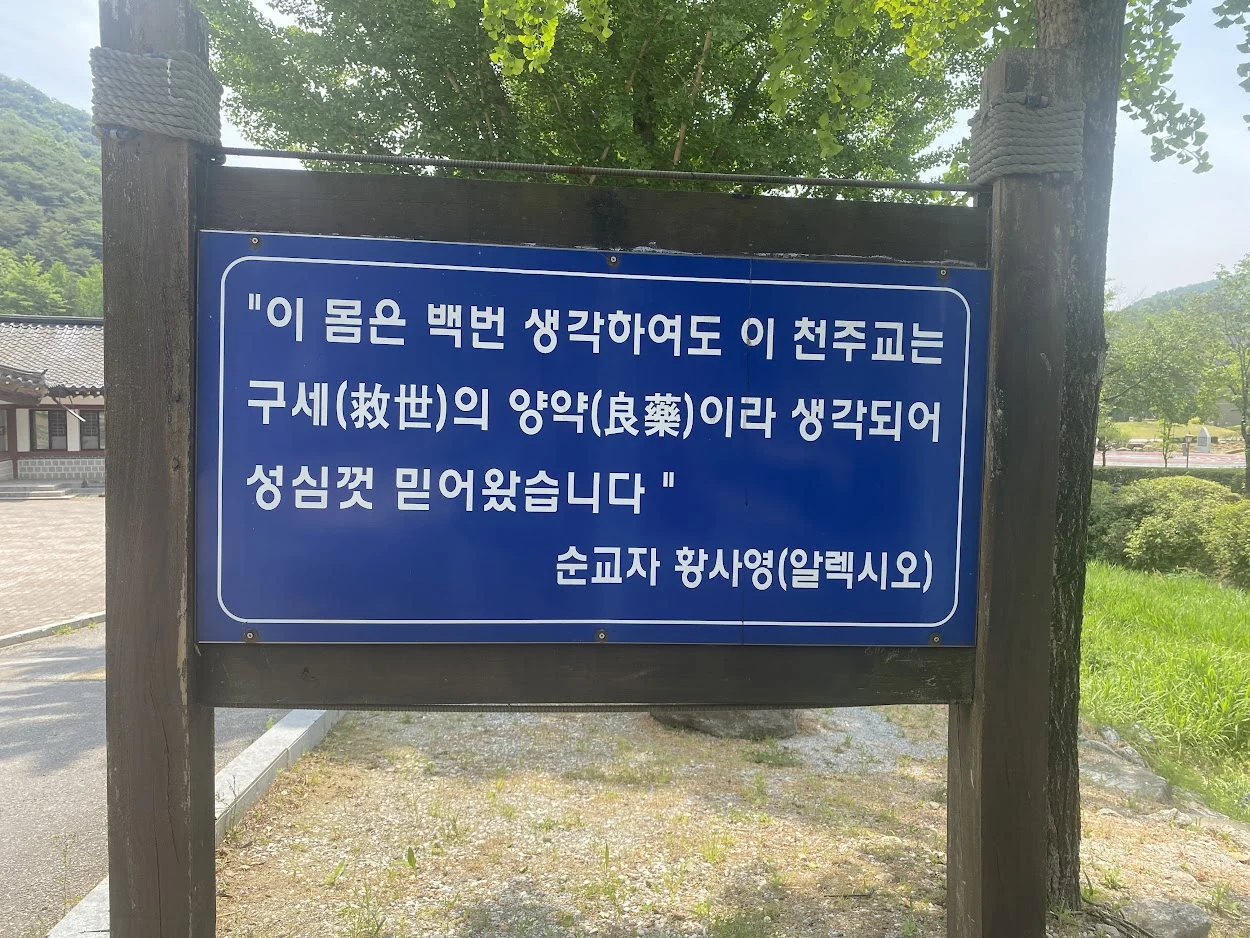 "이 몸은 백번 생각하여도 이 천주교는
구세(救世)의 양약(良藥)이라 생각되어
성심껏 믿어왔습니다 "
순교자 황사영(알렉시오)